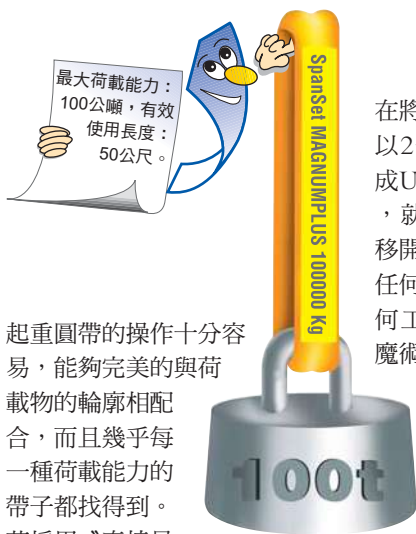 最大荷載能力：
100公噸，有效
使用長度：
50公尺。
SpanSet MAGNUMPLUS 100000 Kg
100t
起重圓帶的操作十分容
易，能夠完美的與荷
載物的輪廓相配
合，而且幾乎每
一種荷載能力的
帶子都找得到。
在將
以2
成U
，就
移開
任何
何工
魔術